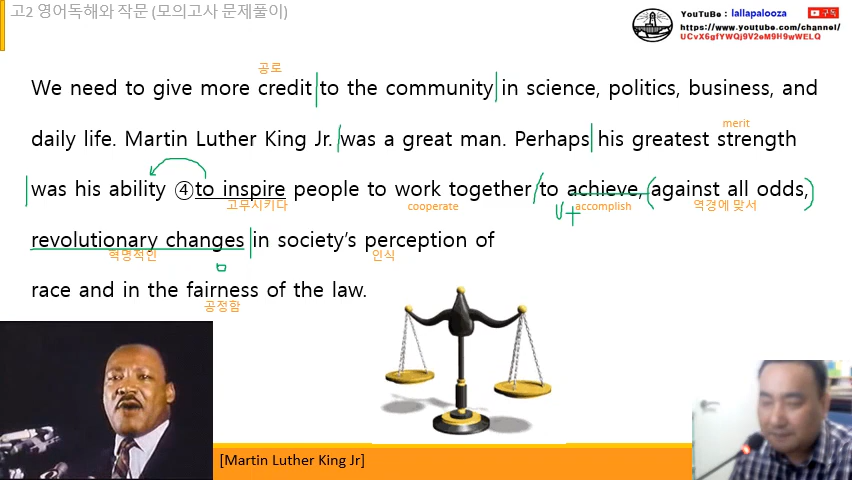 고2 영어독해와 작문 (모의고사 문제풀이)
YouTuBe : lallapalooza 구독
https://www.youtube.com/channel/
UCvX6gfYWQj9V2eM9H9wWELQ
공로
We need to give more credit to the community in science, politics, business, and
merit
daily life. Martin Luther King Jr. was a great man. Perhaps his greatest strength
was his ability ④to inspire people to work together to achieve, against all odds,
고무시키다 cooperate accomplish 역경에 맞서
revolutionary changes in society's perception of
혁명적인 인식
race and in the fairness of the law.
공정함
[Martin Luther King Jr]